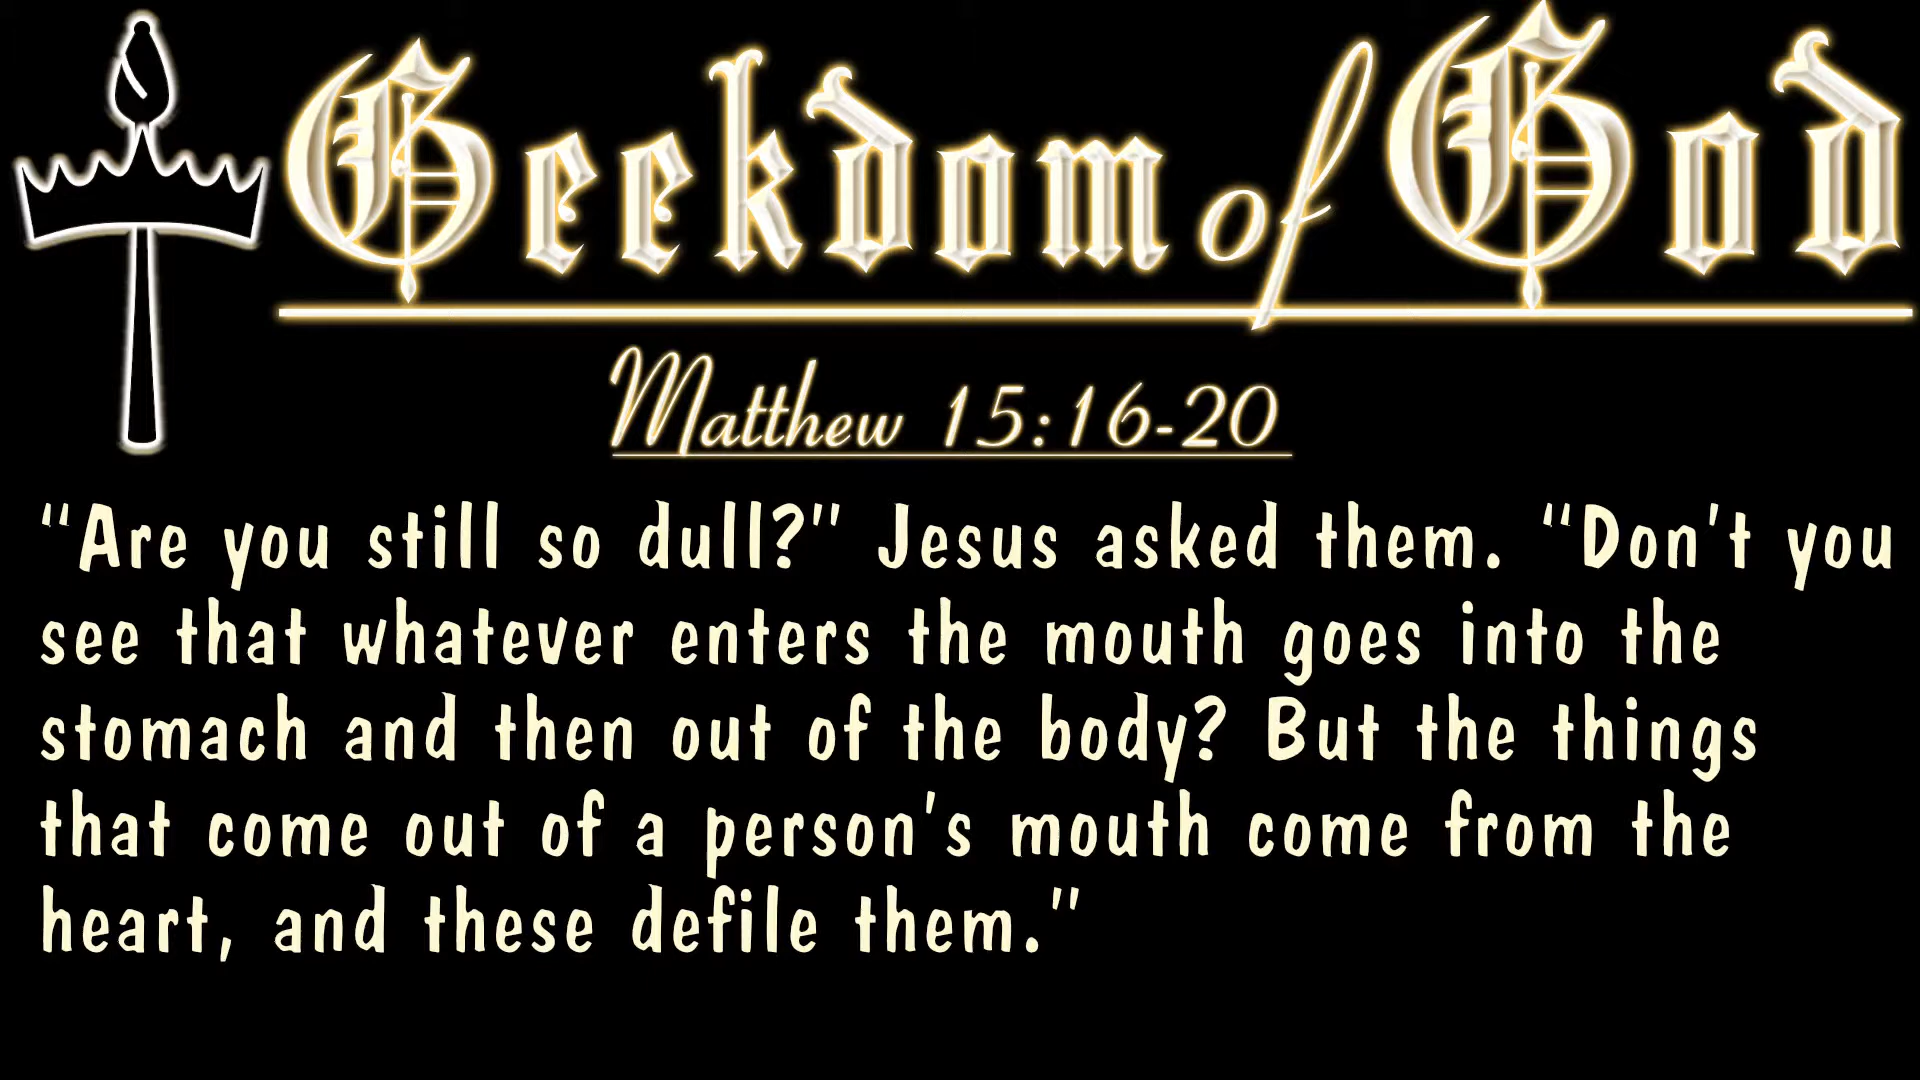 Geekdom of God
Matthew 15:16-20
"Are you still so dull?" Jesus asked them. "Don't you
see that whatever enters the mouth goes into the
stomach and then out of the body? But the things
that come out of a person's mouth come from the
heart, and these defile them."